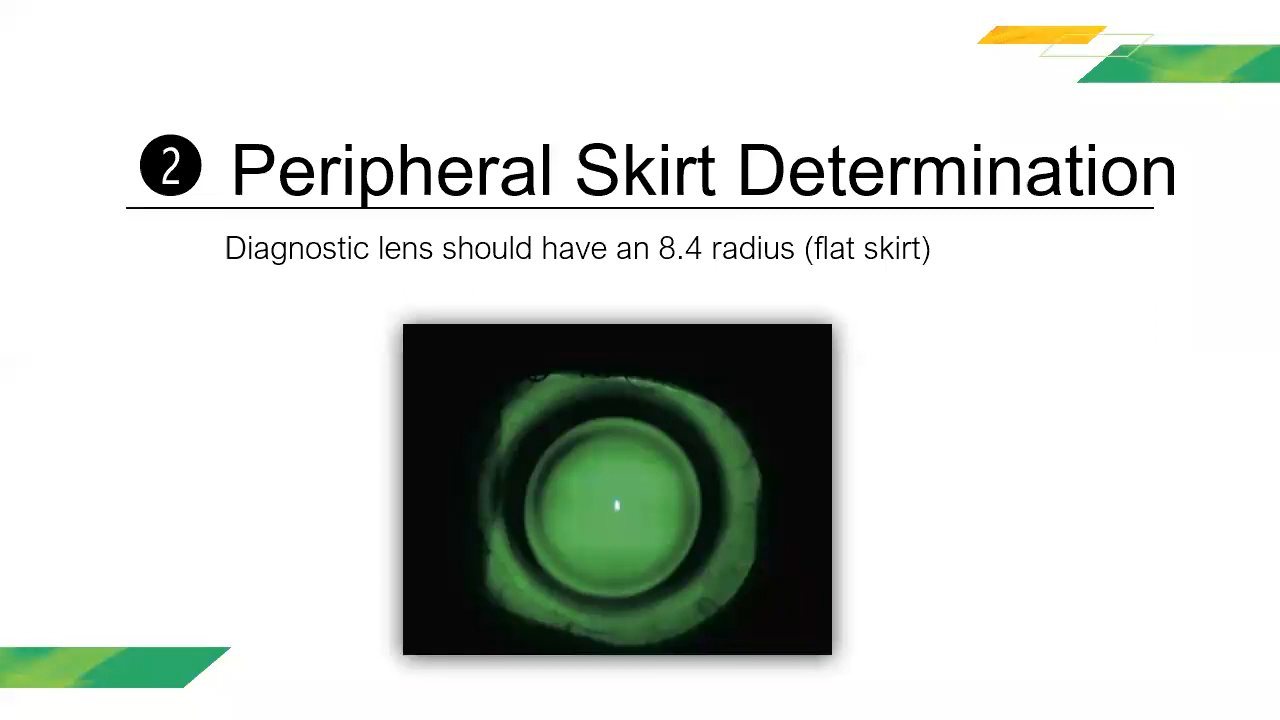 ❷ Peripheral Skirt Determination
Diagnostic lens should have an 8.4 radius (flat skirt)